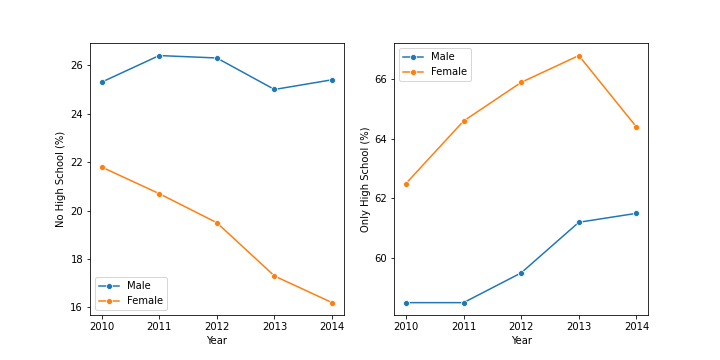 No High School (%)
26
24
22
20
18
16
Male
Female
2010 2011 2012 2013 2014
Year
Only High School (%)
66
64
62
60
Male
Female
2010 2011 2012 2013 2014
Year